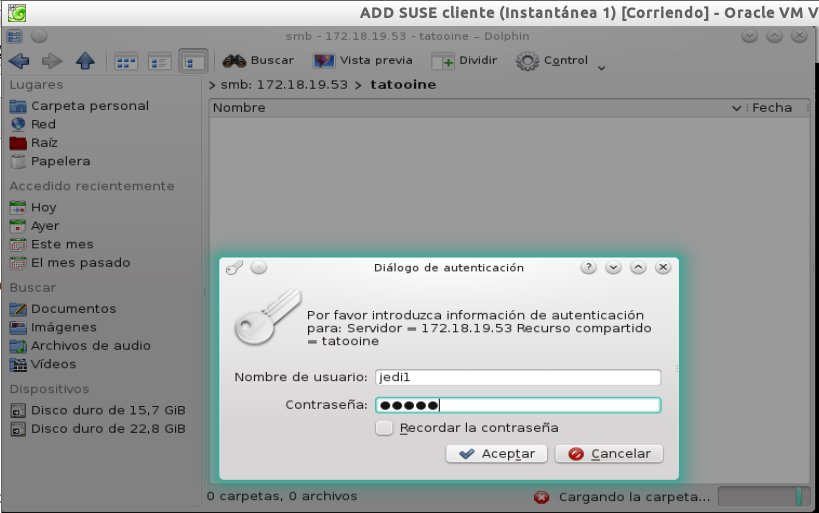 ADD SUSE cliente (Instantánea 1) [Corriendo] - Oracle VM V
smb - 172.18.19.53 - tatooine – Dolphin
Buscar Vista previa Dividir Control
Lugares
> smb: 172.18.19.53 > tatooine
Carpeta personal
Nombre Fecha
Red
Raíz
Papelera
Accedido recientemente
Hoy
Ayer
Este mes
El mes pasado
Buscar
Documentos
Imágenes
Archivos de audio
Vídeos
Dispositivos
Disco duro de 15,7 GiB
Disco duro de 22,8 GiB
Diálogo de autenticación
Por favor introduzca información de autenticación
para: Servidor = 172.18.19.53 Recurso compartido
= tatooine
Nombre de usuario: jedi1
Contraseña: ●●●●●
Recordar la contraseña
Aceptar Cancelar
0 carpetas, 0 archivos Cargando la carpeta...